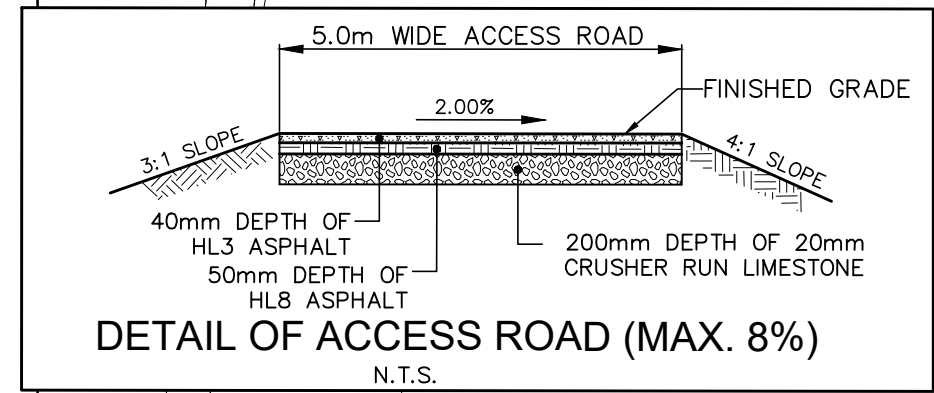 5.0m WIDE ACCESS ROAD
FINISHED GRADE
2.00%
3:1 SLOPE
4:1 SLOPE
40mm DEPTH OF
HL3 ASPHALT
50mm DEPTH OF
HL8 ASPHALT
200mm DEPTH OF 20mm
CRUSHER RUN LIMESTONE
DETAIL OF ACCESS ROAD (MAX. 8%)
N.T.S.